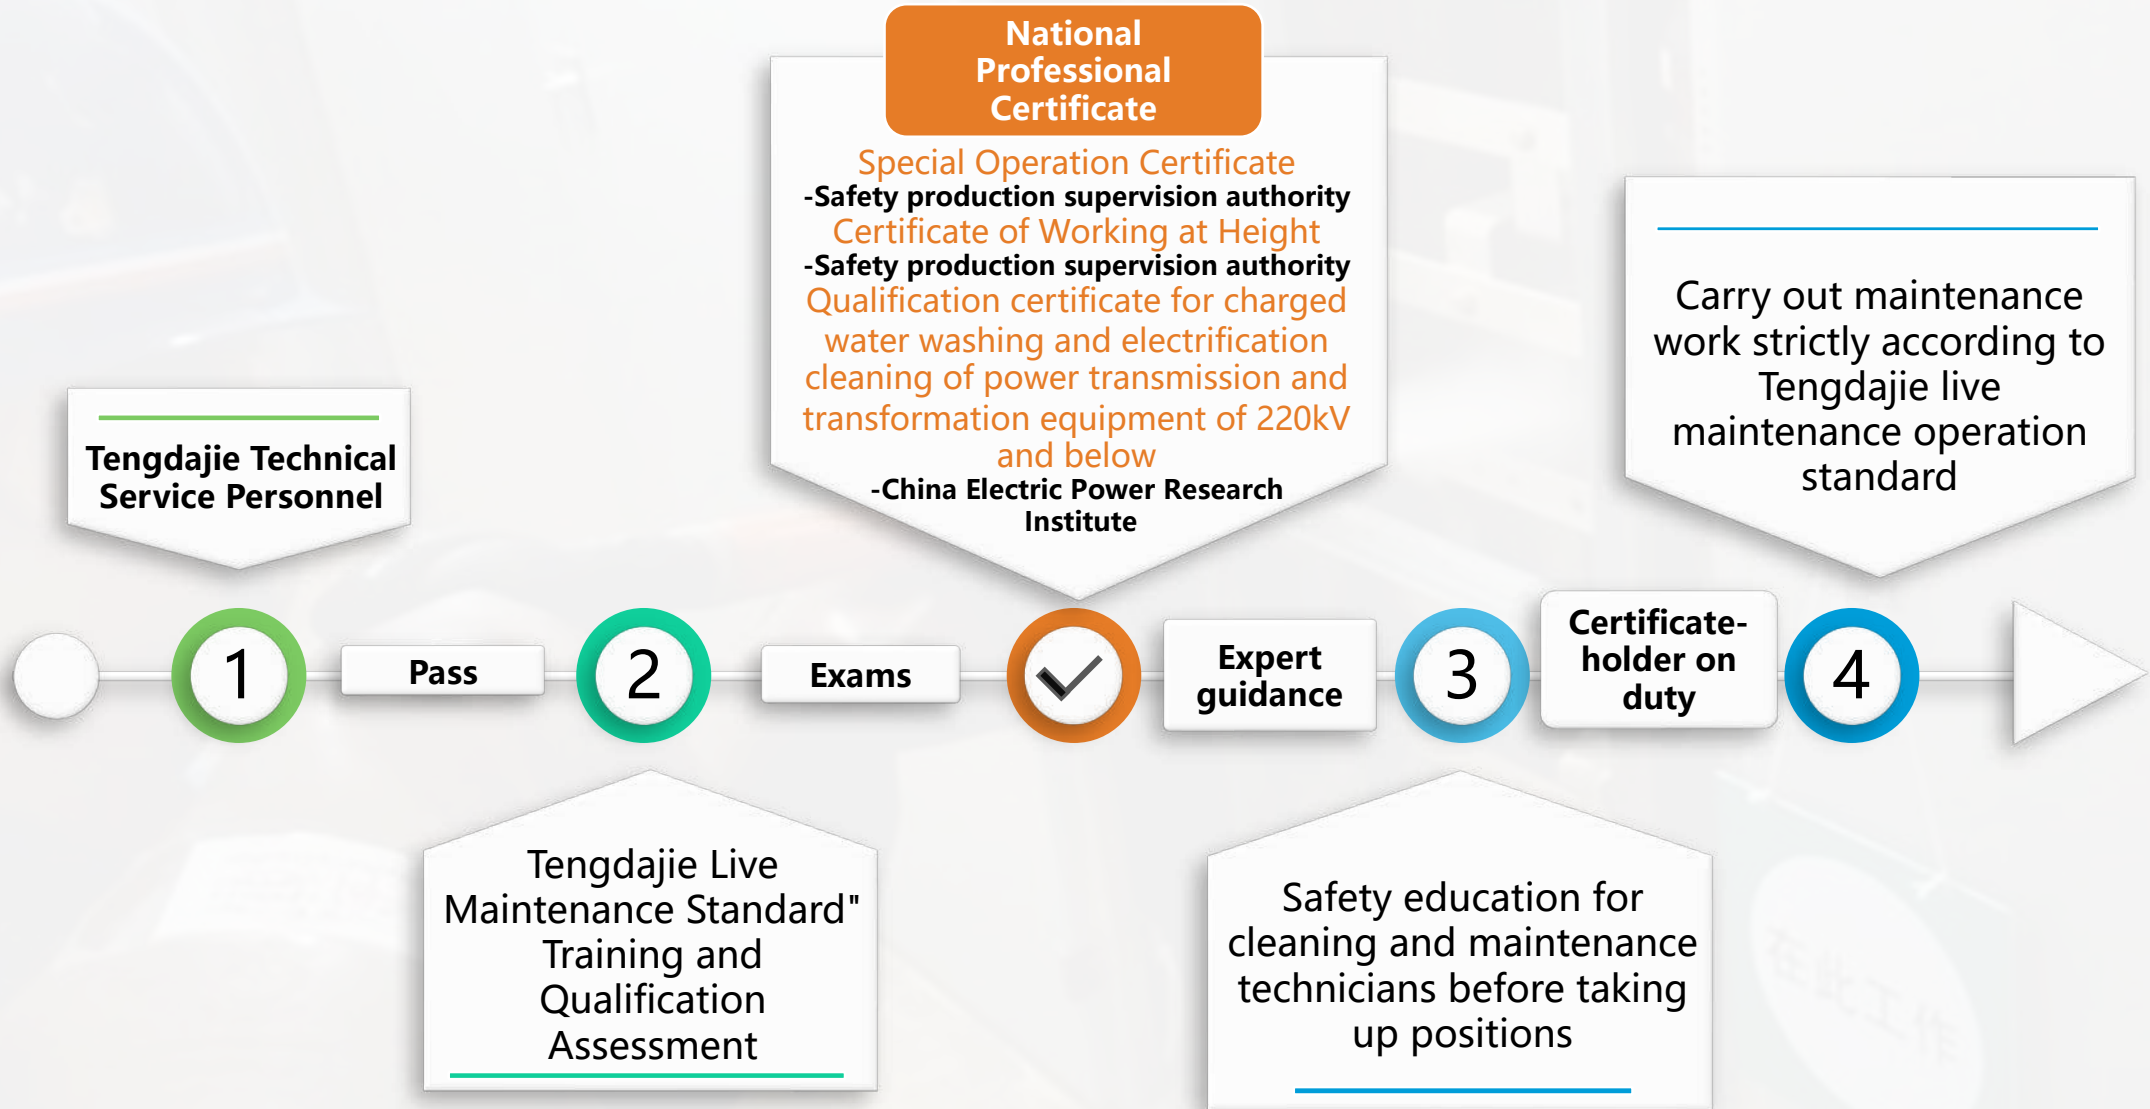 National
Professional
Certificate
Special Operation Certificate
-Safety production supervision authority
Certificate of Working at Height
-Safety production supervision authority
Qualification certificate for charged
water washing and electrification
cleaning of power transmission and
transformation equipment of 220kV
and below
-China Electric Power Research
Institute
Carry out maintenance
work strictly according to
Tengdajie live
maintenance operation
standard
Tengdajie Technical
Service Personnel
1
Pass
2
Exams
Expert
guidance
3
Certificate-
holder on
duty
4
Tengdajie Live
Maintenance Standard"
Training and
Qualification
Assessment
Safety education for
cleaning and maintenance
technicians before taking
up positions
在此工作